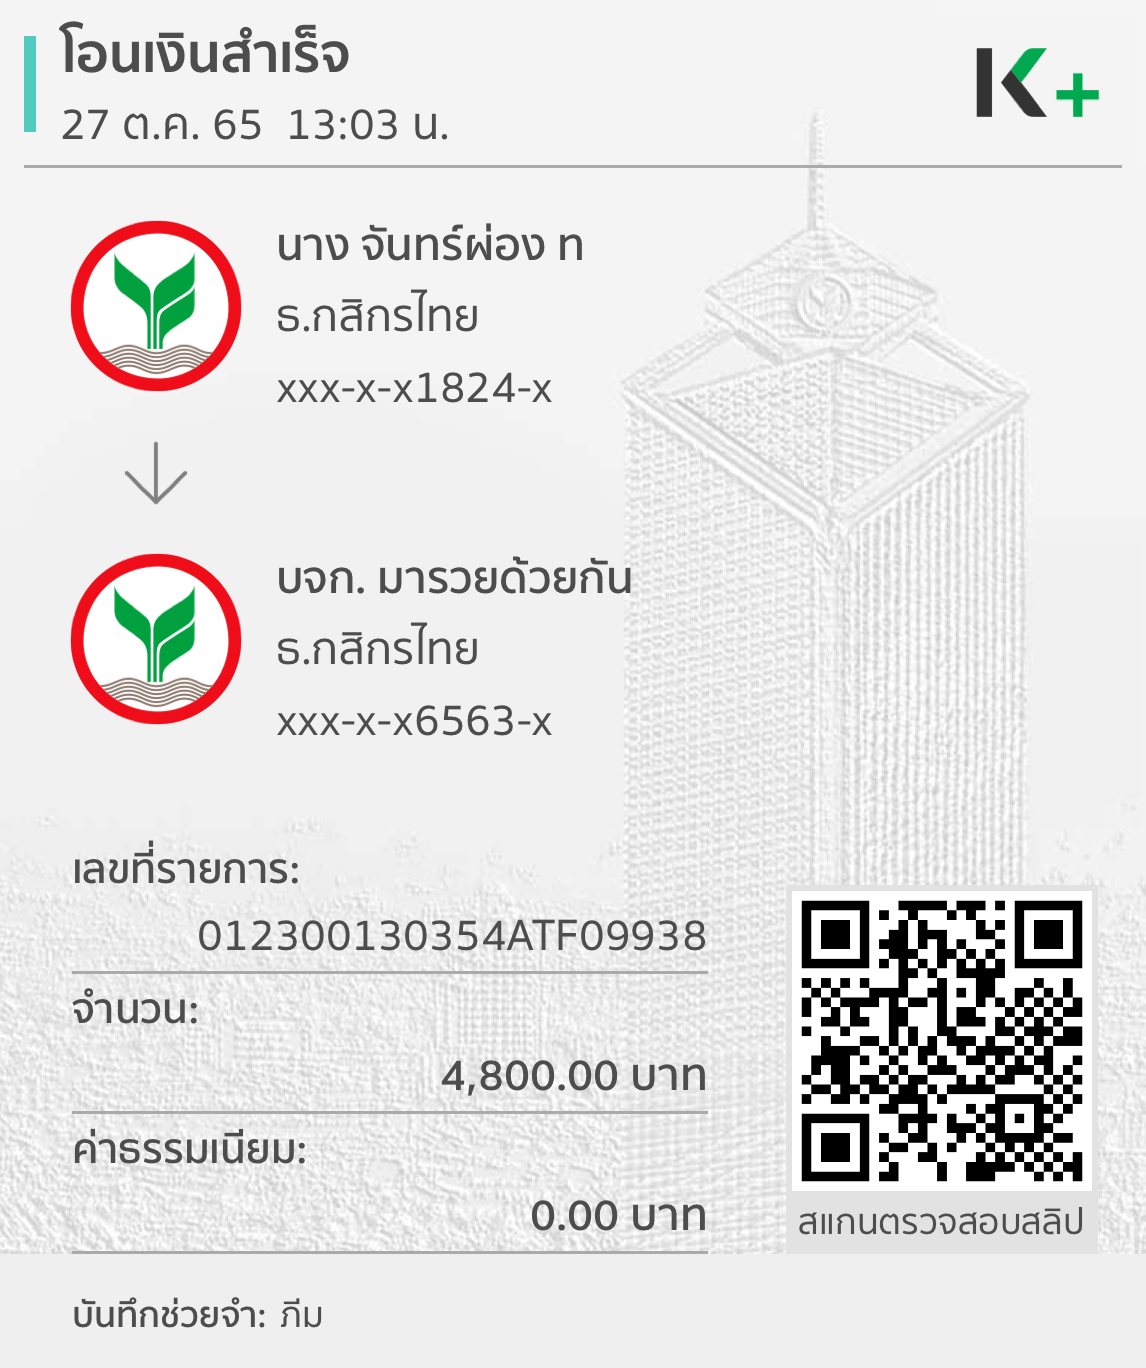 โอนเงินสำเร็จ
27 ต.ค. 65  13:03 น.
K+
นาง จันทร์ผ่อง ท
ธ.กสิกรไทย
xxx-x-x1824-x
บจก. มารวยด้วยกัน
ธ.กสิกรไทย
xxx-x-x6563-x
เลขที่รายการ:
012300130354ATF09938
จำนวน:
4,800.00 บาท
ค่าธรรมเนียม:
0.00 บาท
สแกนตรวจสอบสลิป
บันทึกช่วยจำ: ภีม